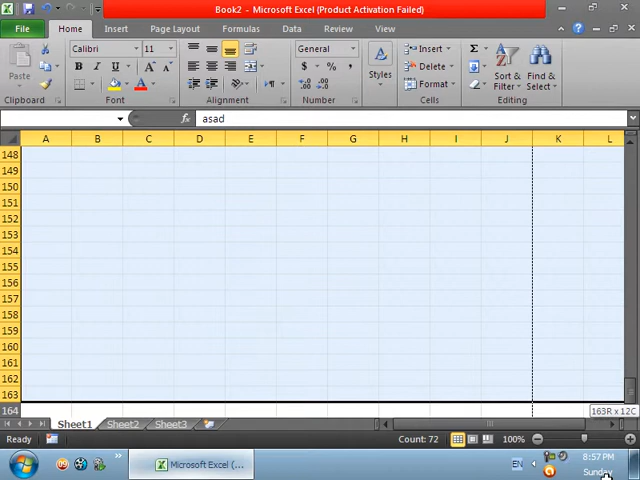 Book2 - Microsoft Excel (Product Activation Failed)
File Home Insert Page Layout Formulas Data Review View
Paste
Calibri 11
B I U A A
A
General
$ % ,
Styles
Insert
Delete
Format
Σ
Sort & Filter
Find & Select
Clipboard Font Alignment Number Cells Editing
fx asad
A B C D E F G H I J K L
148
149
150
151
152
153
154
155
156
157
158
159
160
161
162
163
164
163R x 12C
Sheet1 Sheet2 Sheet3
Ready Count: 72 100%
Microsoft Excel (... EN 8:57 PM
Sunday